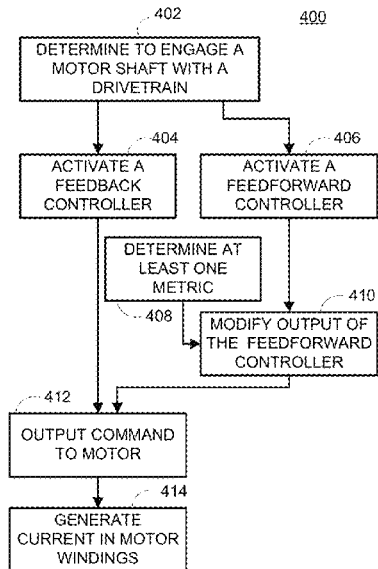 402
400
DETERMINE TO ENGAGE A
MOTOR SHAFT WITH A
DRIVETRAIN
404
406
ACTIVATE A
FEEDBACK
CONTROLLER
ACTIVATE A
FEEDFORWARD
CONTROLLER
DETERMINE AT
LEAST ONE
METRIC
408
410
MODIFY OUTPUT OF
THE FEEDFORWARD
CONTROLLER
412
OUTPUT COMMAND
TO MOTOR
414
GENERATE
CURRENT IN MOTOR
WINDINGS